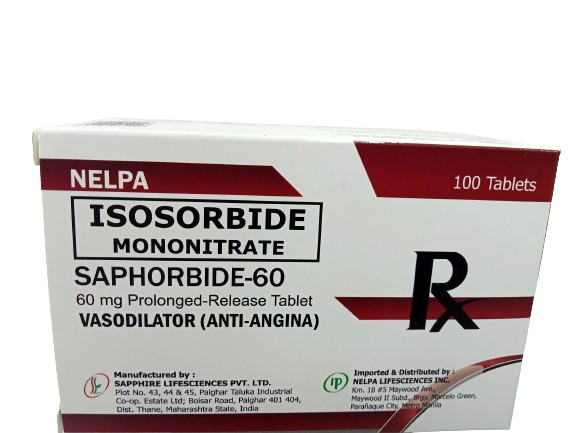 NELPA
100 Tablets
ISOSORBIDE
MONONITRATE
SAPHORBIDE-60
60 mg Prolonged-Release Tablet
VASODILATOR (ANTI-ANGINA)
Rx
Manufactured by :
SAPPHIRE LIFESCIENCES PVT. LTD.
Plot No. 43, 44 & 45, Palghar Taluka Industrial
Co-op. Estate Ltd; Boisar Road, Palghar 401 404,
Dist. Thane, Maharashtra State, India
Imported & Distributed by :
NELPA LIFESCIENCES INC.
Km. 18 #5 Maywood Ave.,
Maywood II Subd., Brgy. Marcelo Green,
Parañaque City, Metro Manila